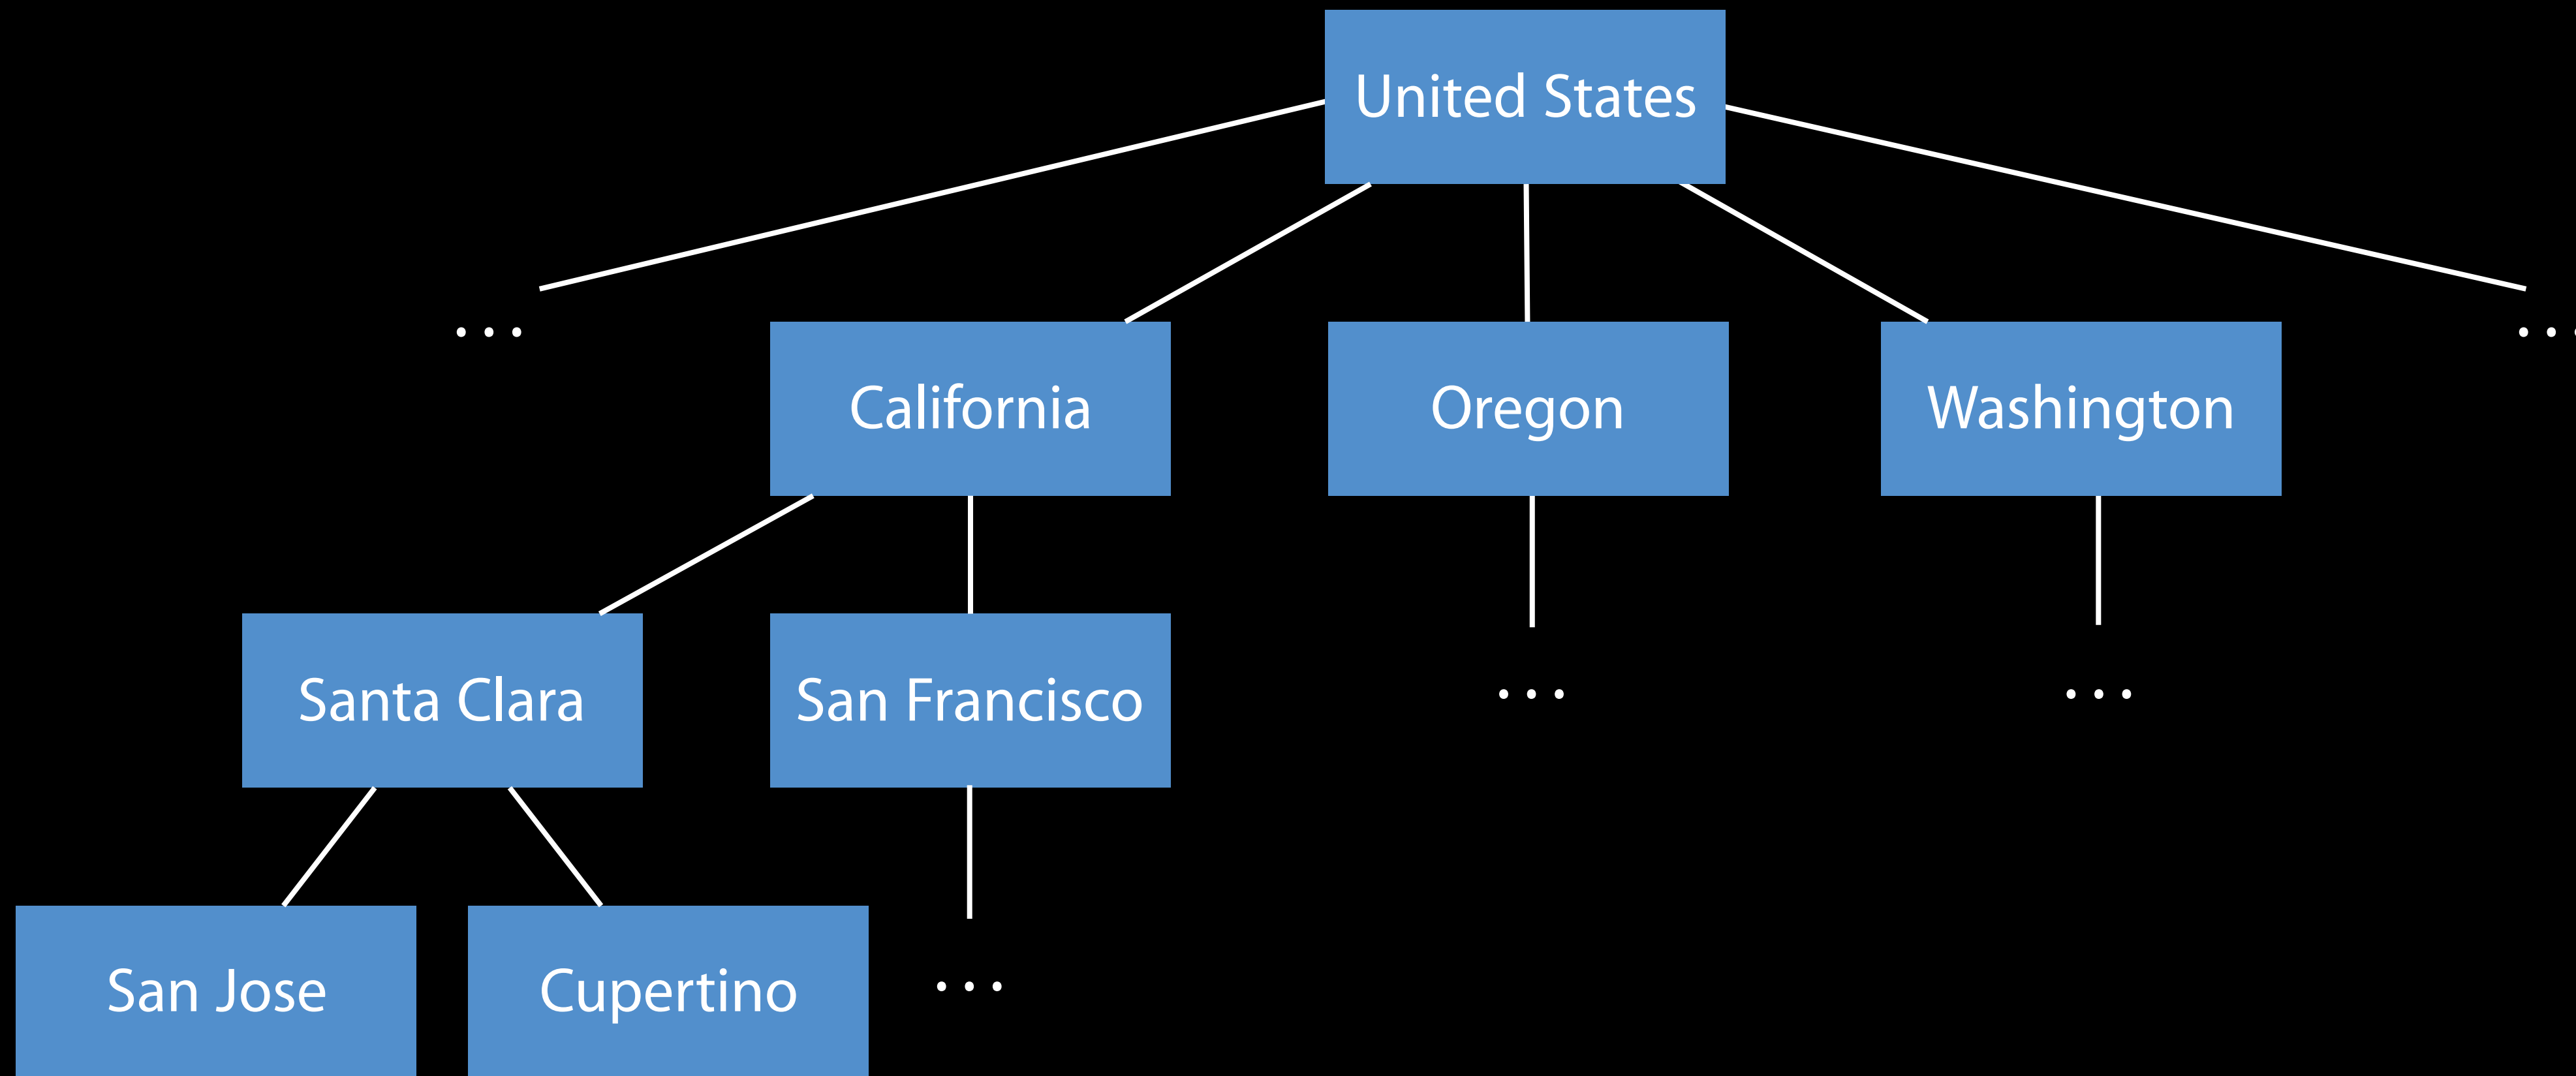 United States
...
California
Oregon
Washington
...
Santa Clara
San Francisco
...
...
San Jose
Cupertino
...